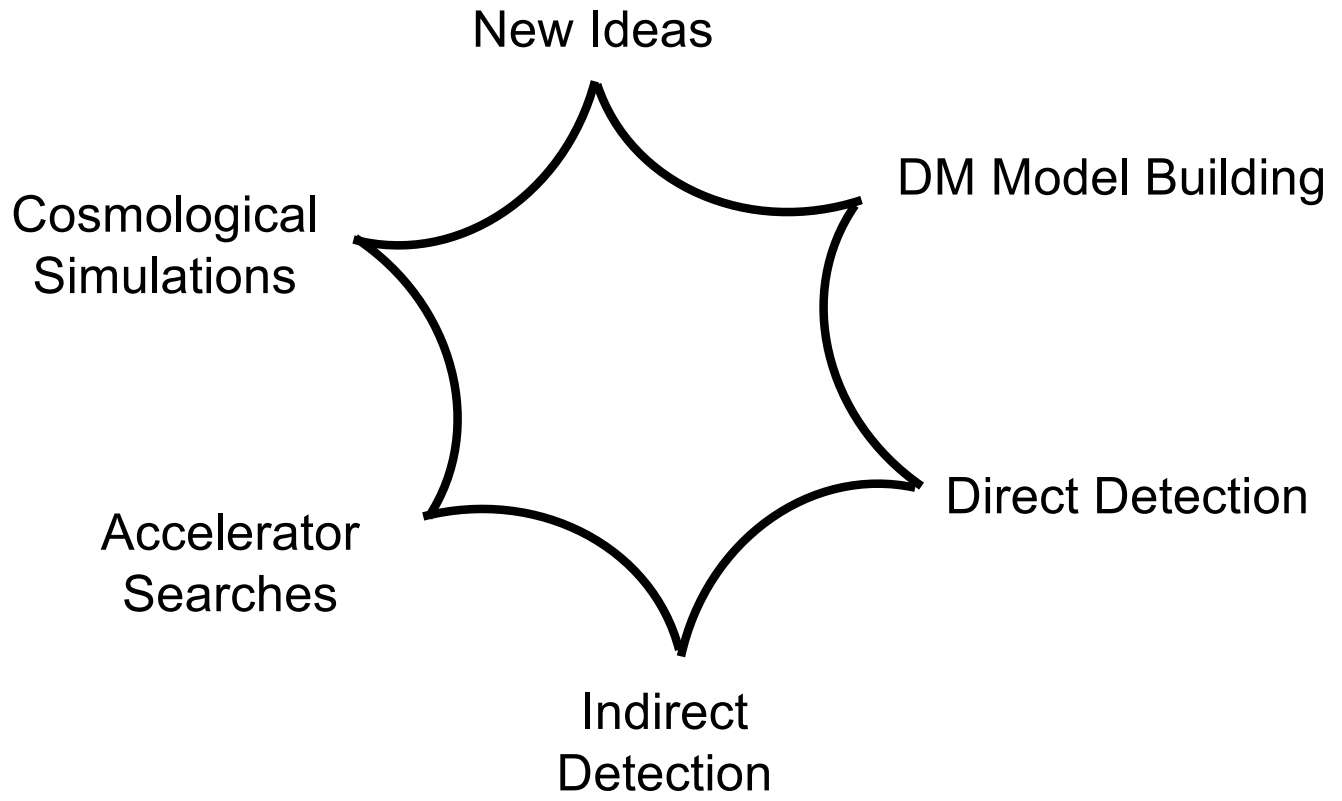 New Ideas
DM Model Building
Cosmological
Simulations
Direct Detection
Accelerator
Searches
Indirect
Detection